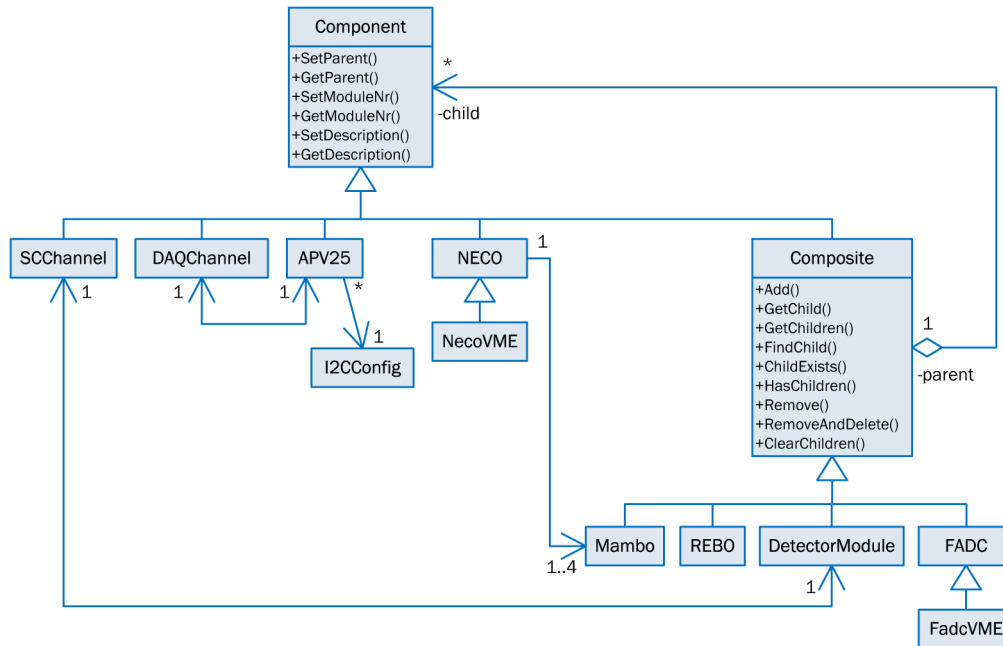 Component
+SetParent()
+GetParent()
+SetModuleNr()
+GetModuleNr()
+SetDescription()
+GetDescription()
*
-child
SCChannel
DAQChannel
APV25
NECO
1
Composite
+Add()
+GetChild()
+GetChildren()
+FindChild()
+ChildExists()
+HasChildren()
+Remove()
+RemoveAndDelete()
+ClearChildren()
1
-parent
1
1
1
*
1
I2CConfig
NecoVME
1..4
Mambo
REBO
DetectorModule
FADC
1
FadcVME